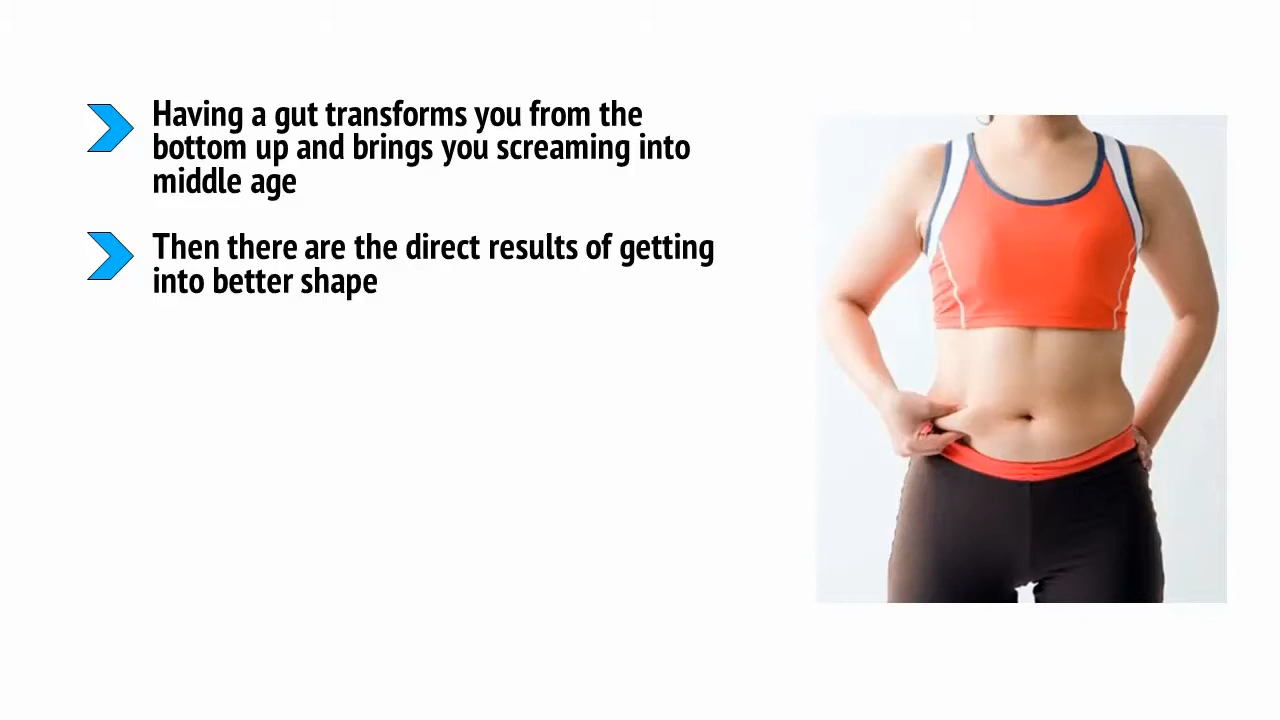 Having a gut transforms you from the
bottom up and brings you screaming into
middle age
Then there are the direct results of getting
into better shape